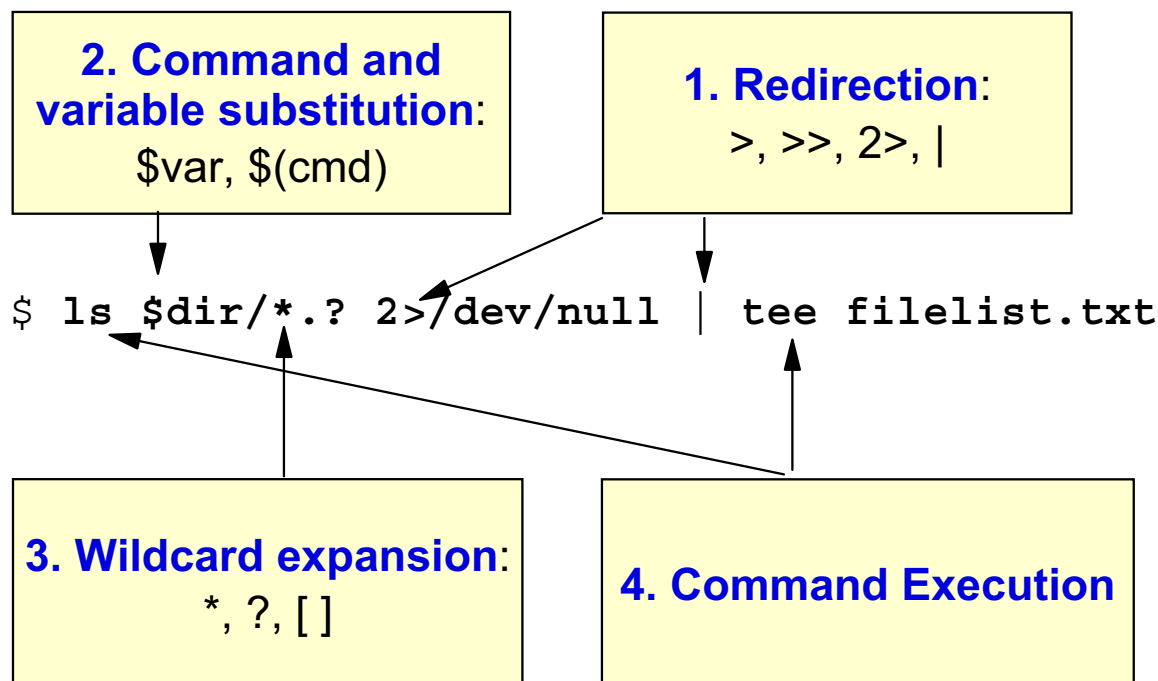 2. Command and
variable substitution:
$var, $(cmd)
1. Redirection:
>, >>, 2>, |
$ ls $dir/*.? 2>/dev/null | tee filelist.txt
3. Wildcard expansion:
*, ?, [ ]
4. Command Execution